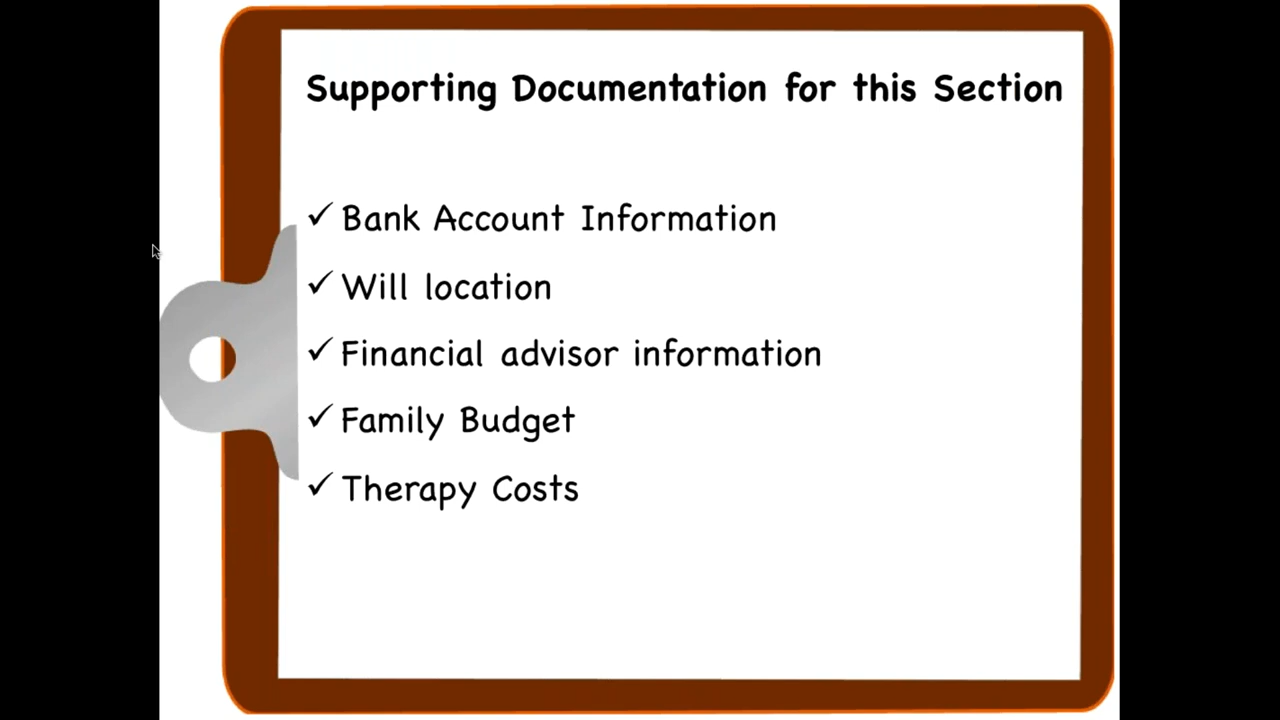 Supporting Documentation for this Section
✓ Bank Account Information
✓ Will location
✓ Financial advisor information
✓ Family Budget
✓ Therapy Costs